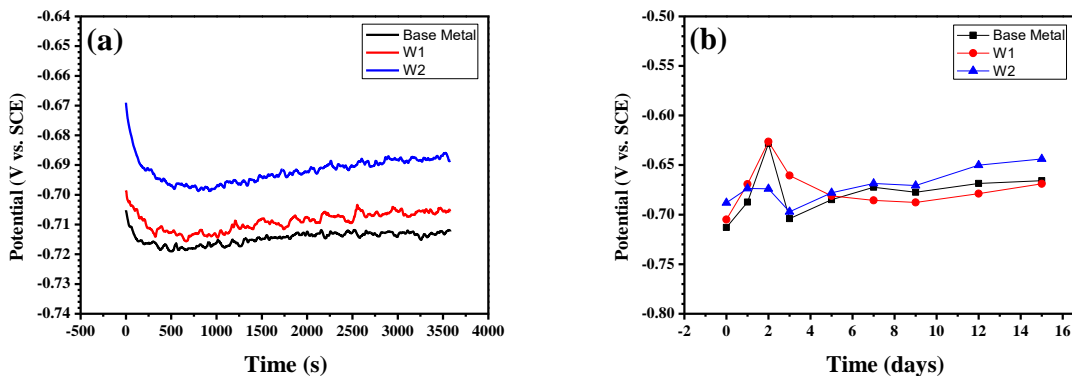 (a)
Base Metal
W1
W2
-0.64
-0.65
-0.66
-0.67
-0.68
-0.69
-0.70
-0.71
-0.72
-0.73
-0.74
Potential (V vs. SCE)
-500 0 500 1000 1500 2000 2500 3000 3500 4000
Time (s)
(b)
Base Metal
W1
W2
-0.50
-0.55
-0.60
-0.65
-0.70
-0.75
-0.80
Potential (V vs. SCE)
-2 0 2 4 6 8 10 12 14 16
Time (days)